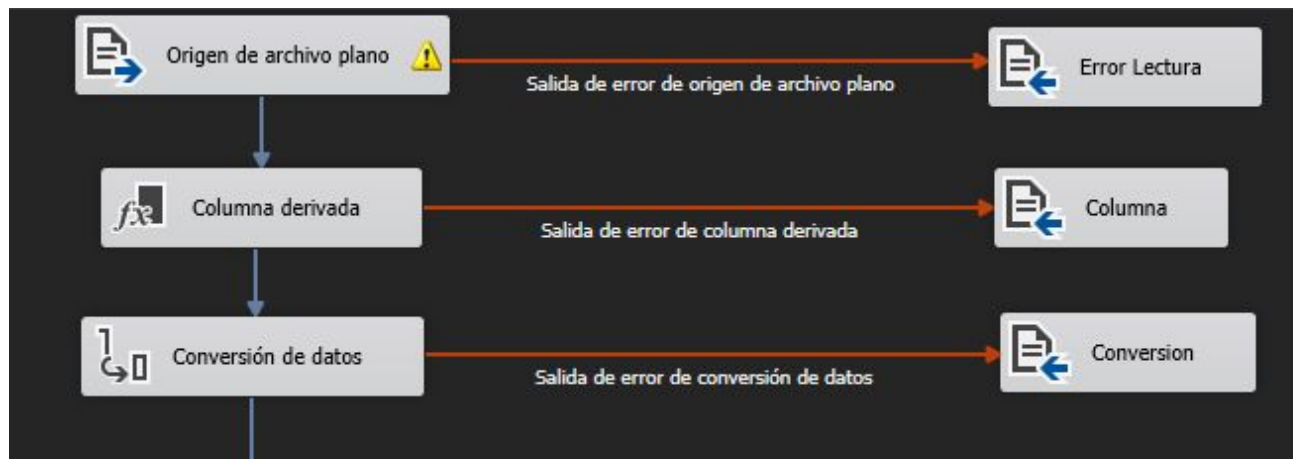 Origen de archivo plano
Salida de error de origen de archivo plano
Error Lectura
Columna derivada
Salida de error de columna derivada
Columna
Conversión de datos
Salida de error de conversión de datos
Conversion